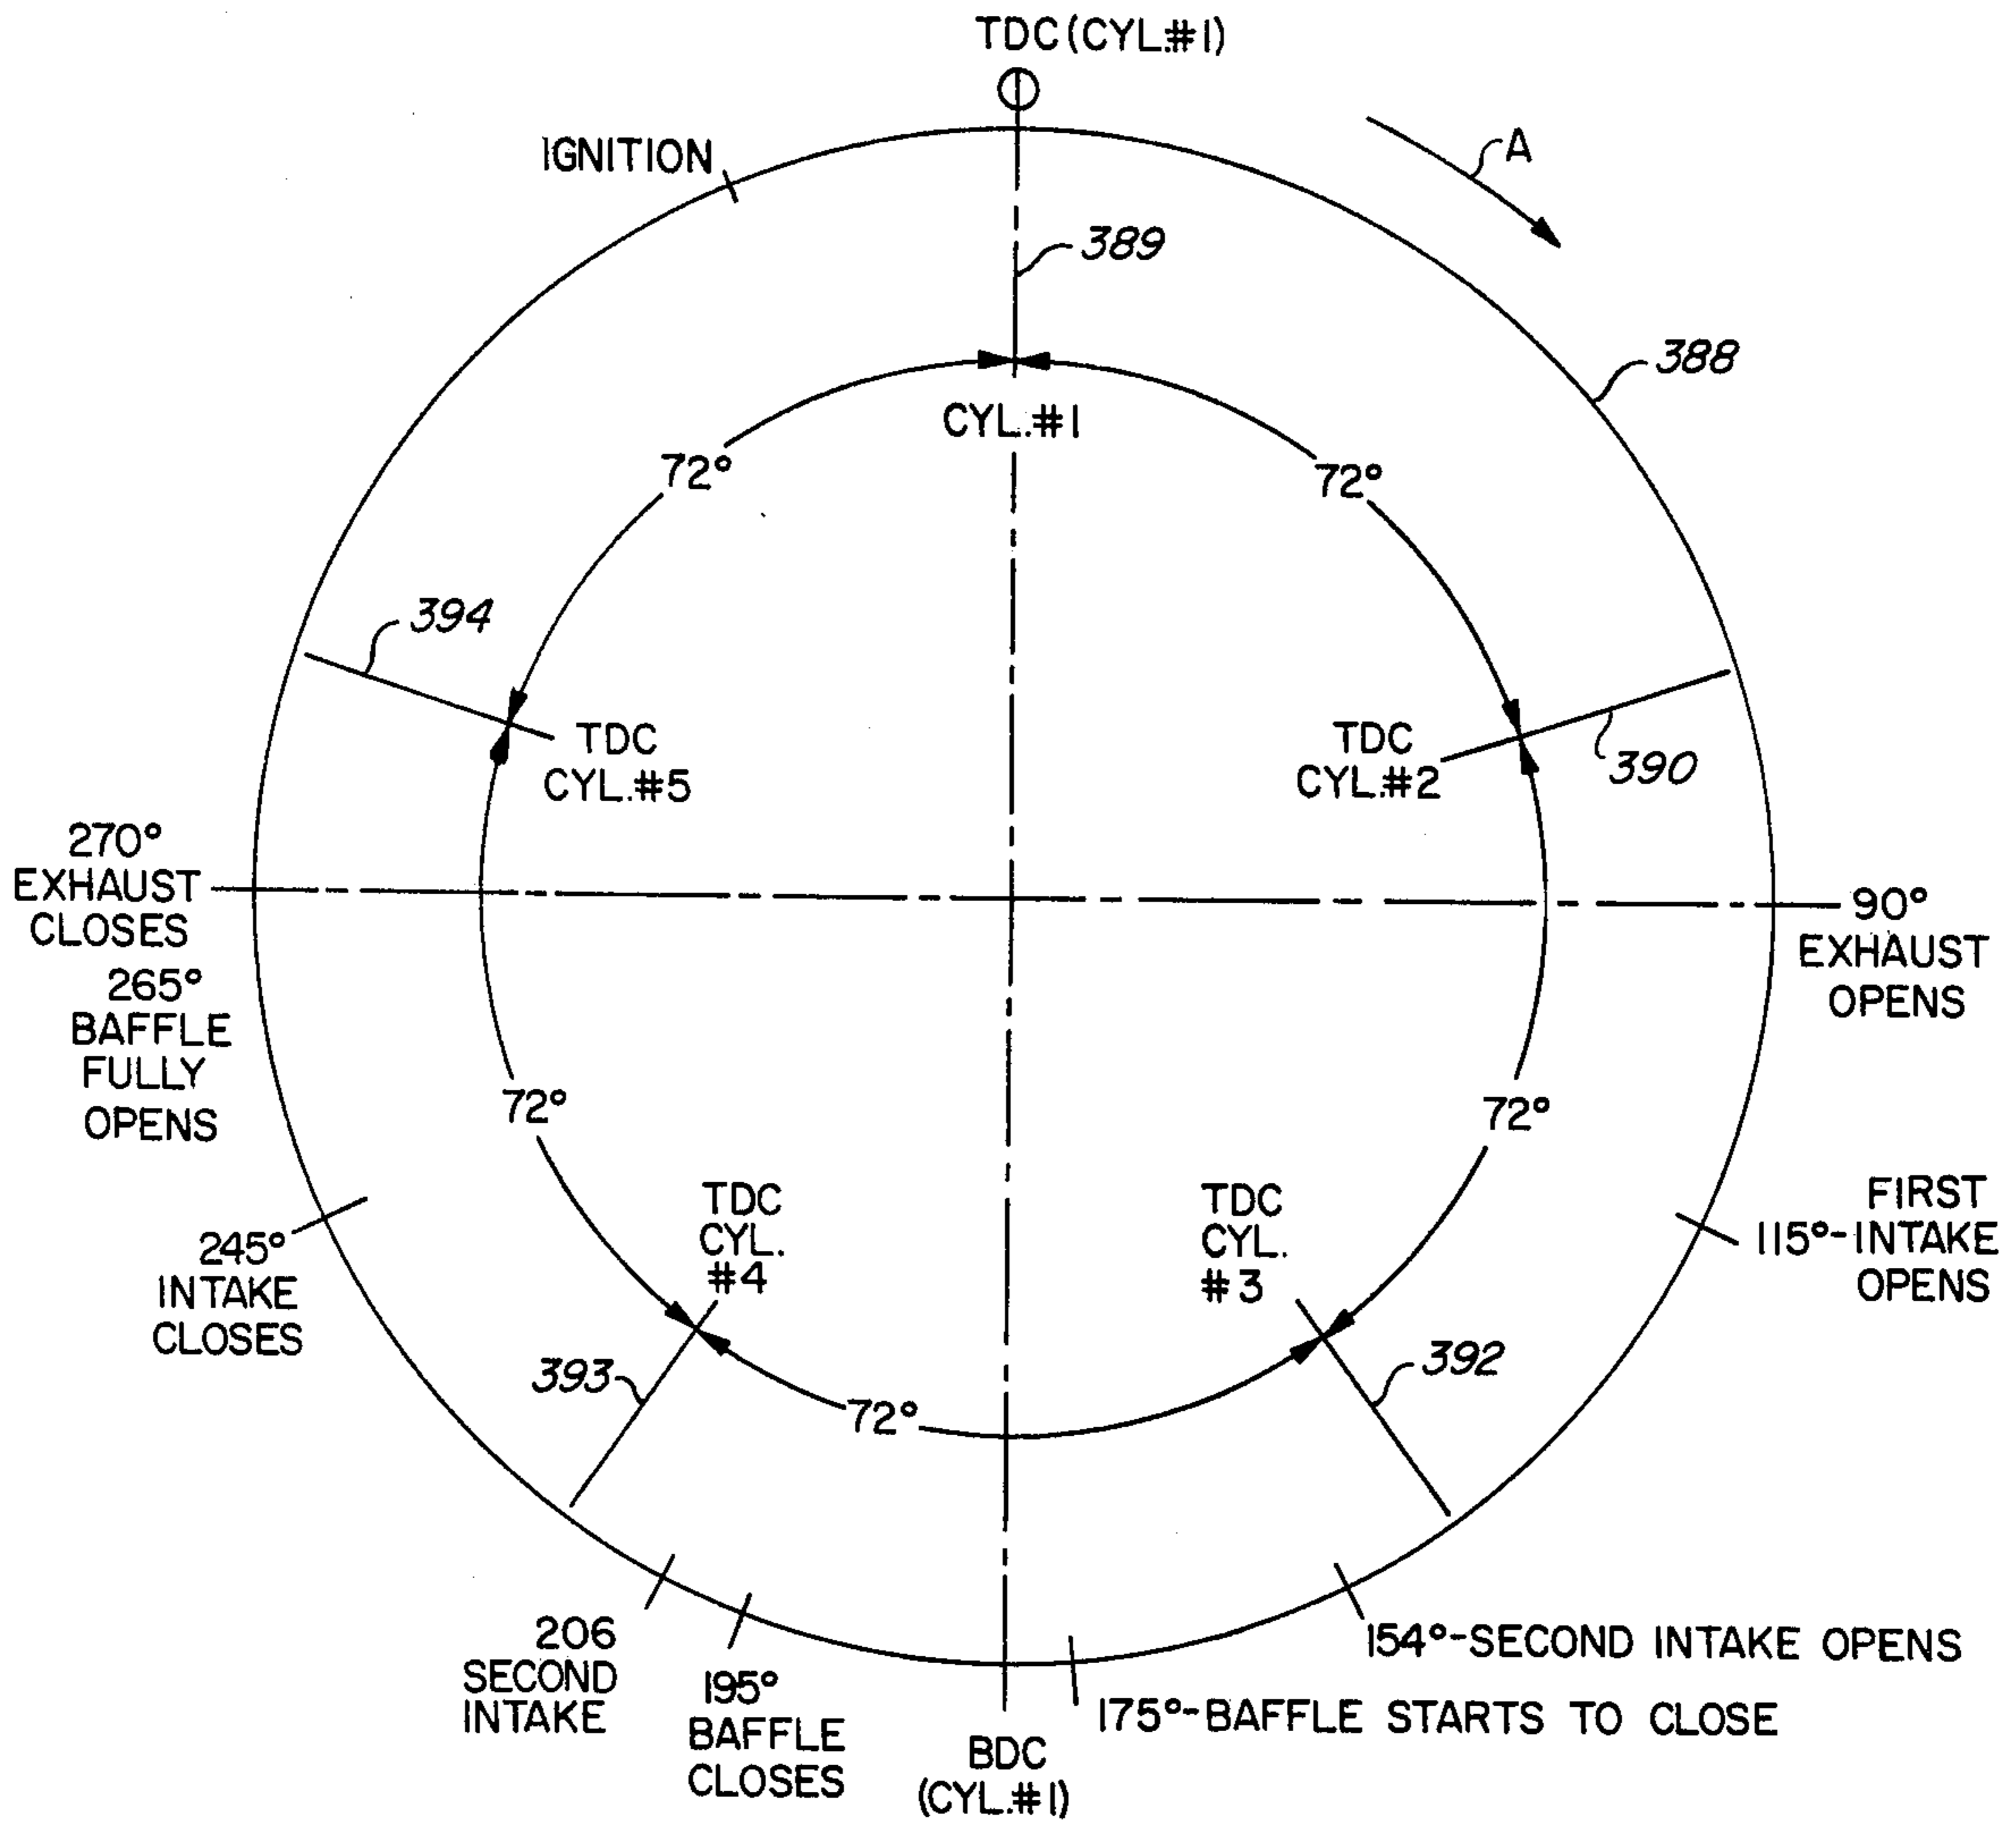 TDC (CYL.#1)
IGNITION
A
389
388
CYL.#1
72°
72°
394
TDC
CYL.#5
TDC
CYL.#2
390
270°
EXHAUST
CLOSES
90°
EXHAUST
OPENS
265°
BAFFLE
FULLY
OPENS
72°
72°
FIRST
115°-INTAKE
OPENS
TDC
CYL.
#4
TDC
CYL.
#3
245°
INTAKE
CLOSES
393
392
72°
206
SECOND
INTAKE
195°
BAFFLE
CLOSES
154°-SECOND INTAKE OPENS
175°-BAFFLE STARTS TO CLOSE
BDC
(CYL.#1)